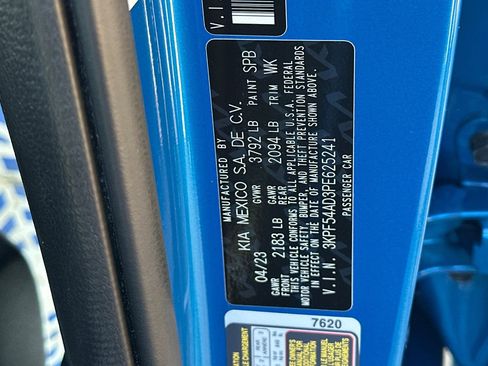 V.I.N
MANUFACTURED BY
KIA MEXICO S.A. DE C.V.
04/23 GVWR 3792 LB PAINT SPB
GAWR FRONT 2183 LB GAWR REAR 2094 LB TRIM WK
CONFORMS TO ALL APPLICABLE U.S.A. FEDERAL
MOTOR VEHICLE SAFETY, BUMPER, AND THEFT PREVENTION STANDARDS
IN EFFECT ON THE DATE OF MANUFACTURE SHOWN ABOVE.
V.I.N. 3KPF54AD3PE625241
PASSENGER CAR
7620